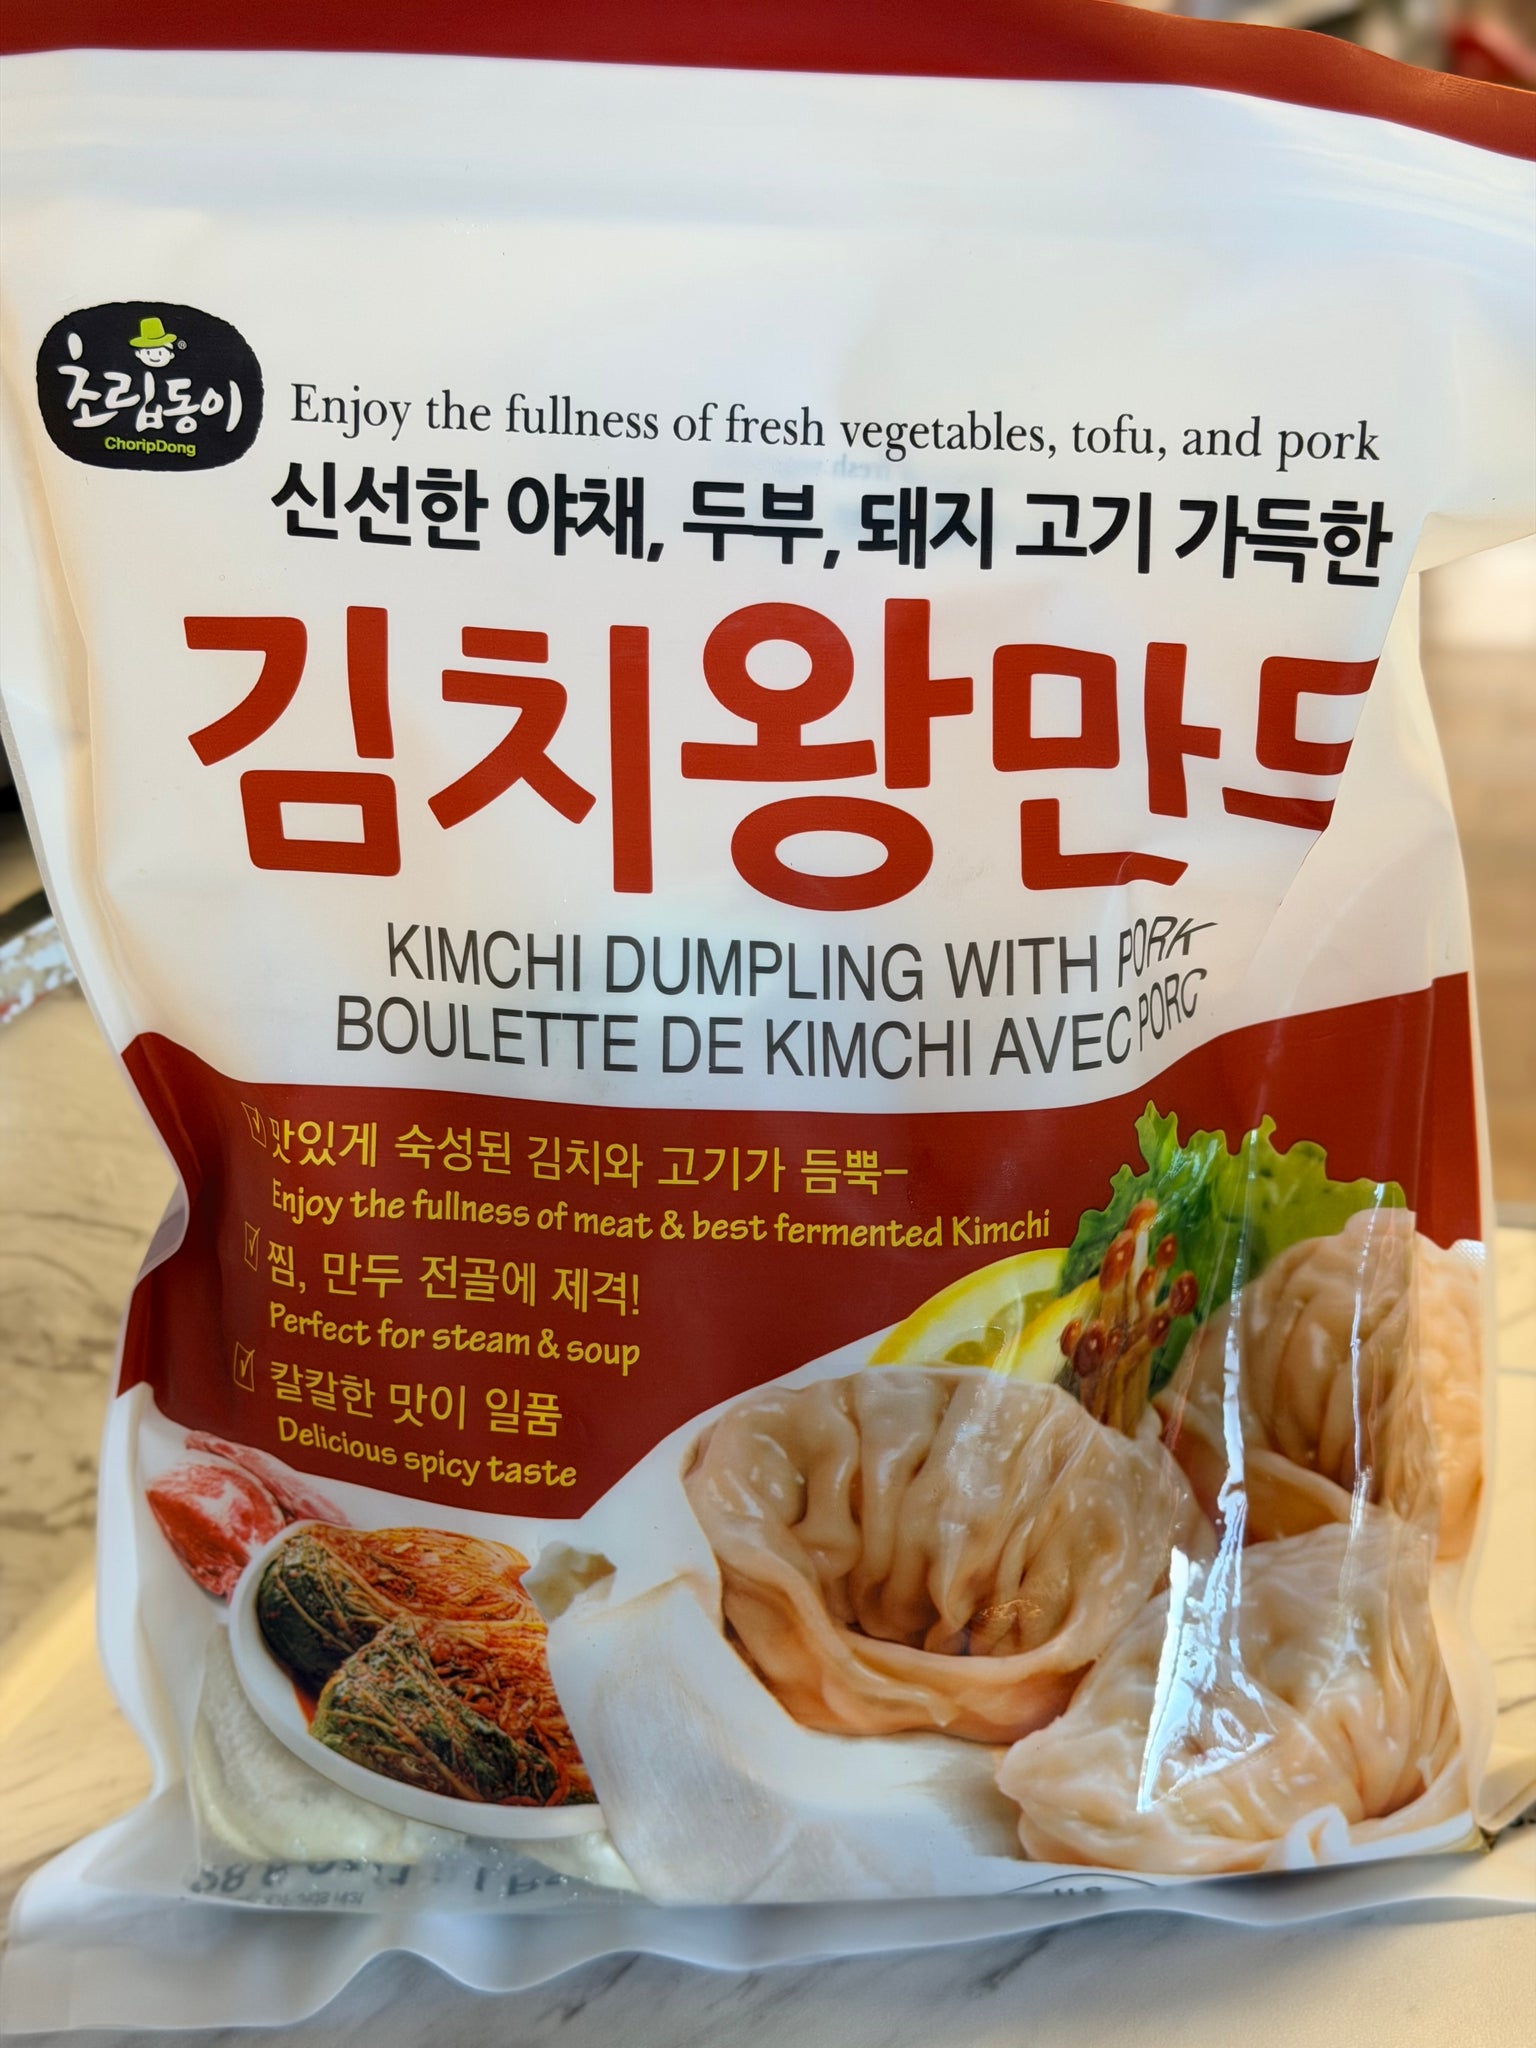 초립동이®
ChoripDong
Enjoy the fullness of fresh vegetables, tofu, and pork
신선한 야채, 두부, 돼지 고기 가득한
김치왕만두
KIMCHI DUMPLING WITH PORK
BOULETTE DE KIMCHI AVEC PORC
맛있게 숙성된 김치와 고기가 듬뿍-
Enjoy the fullness of meat & best fermented Kimchi
찜, 만두 전골에 제격!
Perfect for steam & soup
칼칼한 맛이 일품
Delicious spicy taste